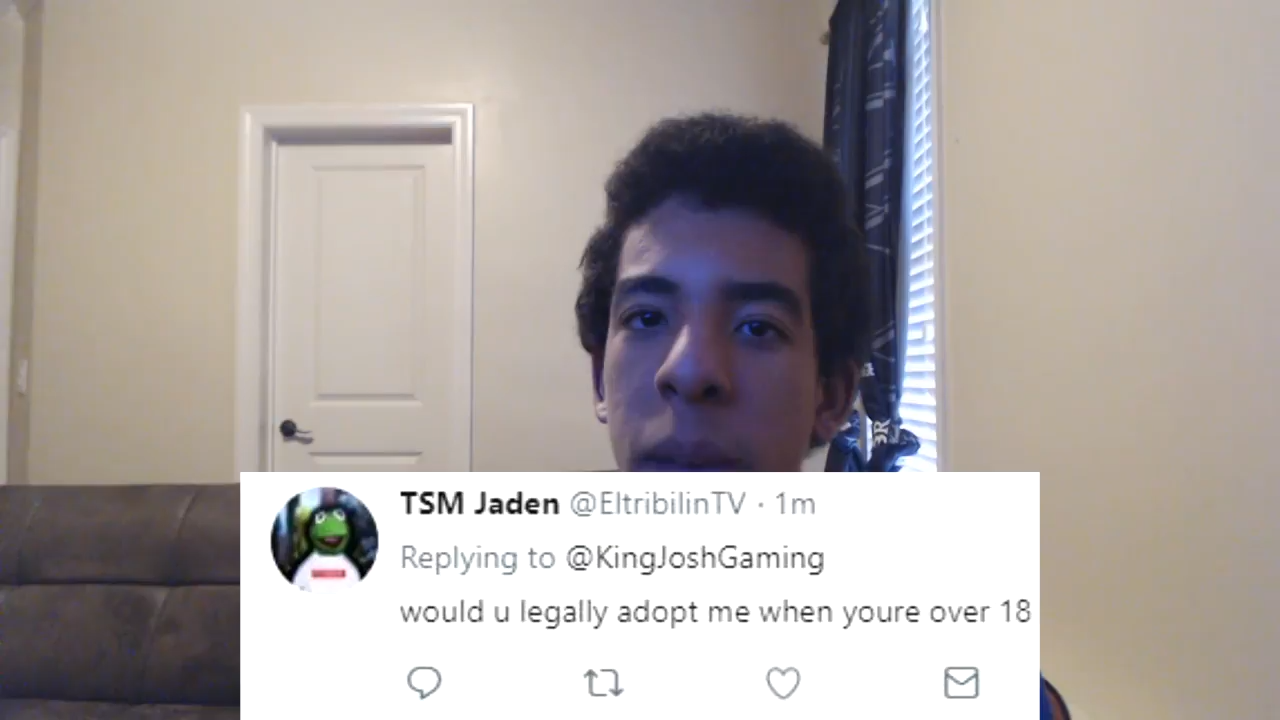 TSM Jaden @EltribilinTV · 1m
Replying to @KingJoshGaming
would u legally adopt me when youre over 18